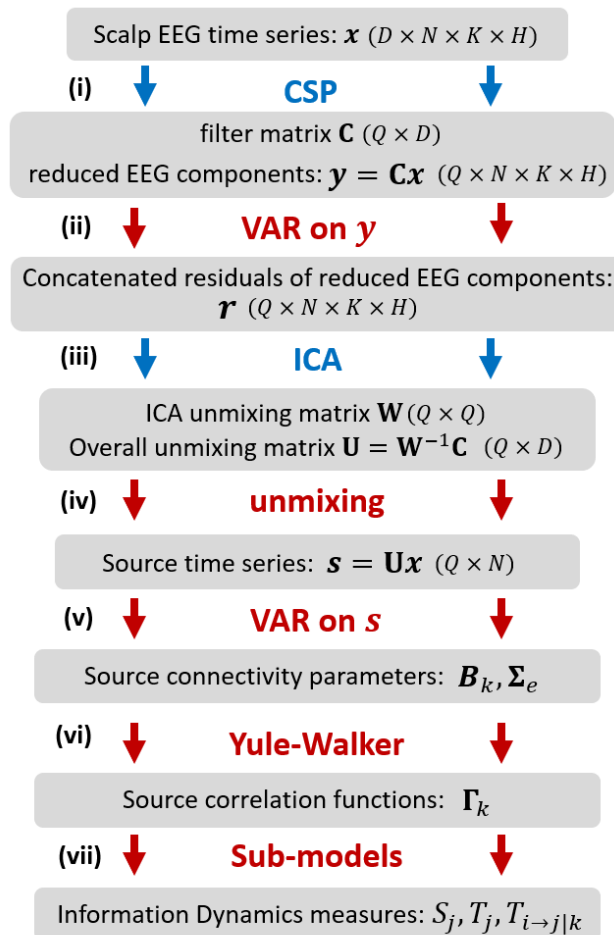 Scalp EEG time series: x (D × N × K × H)
(i) CSP
filter matrix C (Q × D)
reduced EEG components: y = Cx (Q × N × K × H)
(ii) VAR on y
Concatenated residuals of reduced EEG components:
r (Q × N × K × H)
(iii) ICA
ICA unmixing matrix W (Q × Q)
Overall unmixing matrix U = W⁻¹C (Q × D)
(iv) unmixing
Source time series: s = Ux (Q × N)
(v) VAR on s
Source connectivity parameters: Bₖ, Σₑ
(vi) Yule-Walker
Source correlation functions: Γₖ
(vii) Sub-models
Information Dynamics measures: Sⱼ, Tⱼ, Tᵢ→ⱼ|ₖ